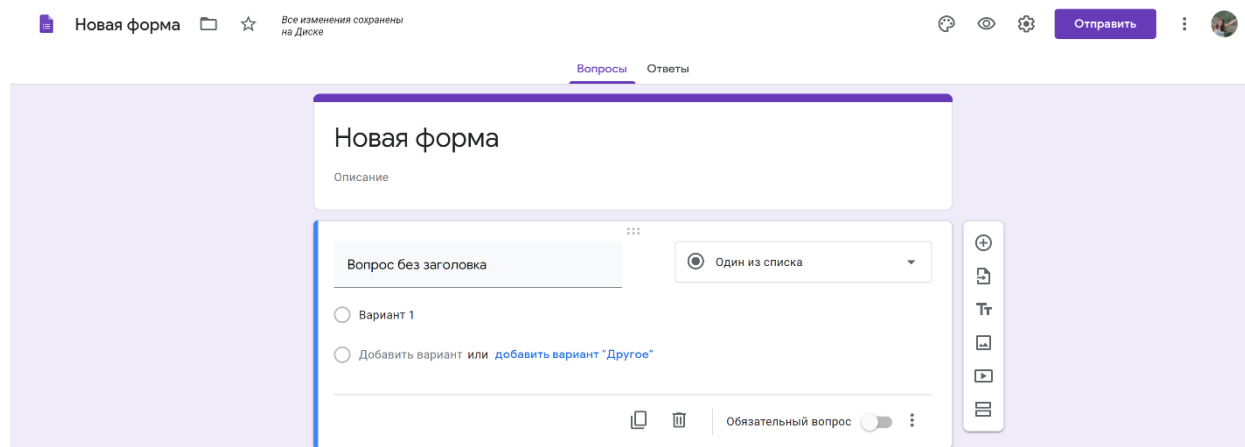 Новая форма
Все изменения сохранены
на Диске
Отправить
Вопросы Ответы
Новая форма
Описание
Вопрос без заголовка
Один из списка
Вариант 1
Добавить вариант или добавить вариант "Другое"
Обязательный вопрос
Тт